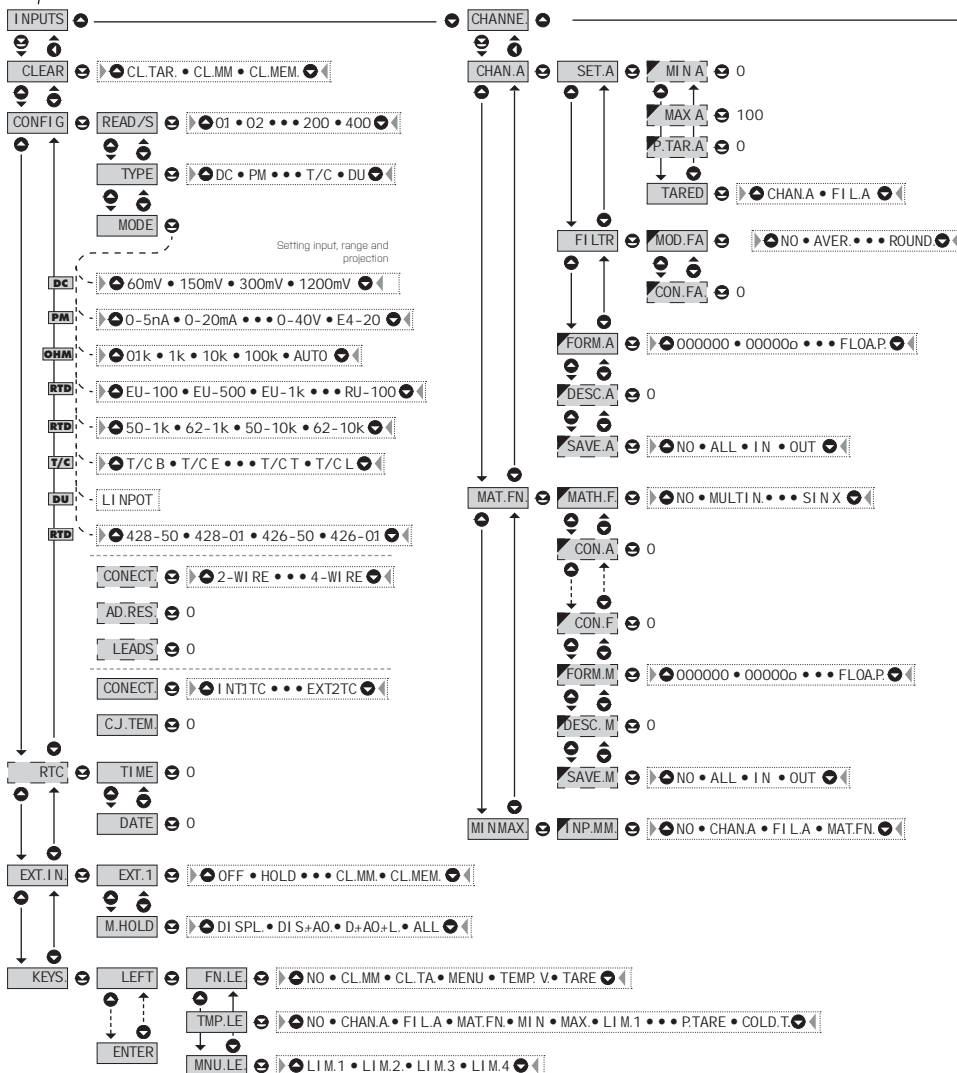 INPUTS
CLEAR CL.TAR. • CL.MM • CL.MEM.
CONFIG READ/S 01 • 02 • • • 200 • 400
TYPE DC • PM • • • T/C • DU
MODE
Setting input, range and
projection
DC 60mV • 150mV • 300mV • 1200mV
PM 0-5nA • 0-20mA • • • 0-40V • E4-20
OHM 01k • 1k • 10k • 100k • AUTO
RTD EU-100 • EU-500 • EU-1k • • • RU-100
RTD 50-1k • 62-1k • 50-10k • 62-10k
T/C T/C B • T/C E • • • T/C T • T/C L
DU LINPOT
RTD 428-50 • 428-01 • 426-50 • 426-01
CONECT. 2-WIRE • • • 4-WIRE
AD.RES. 0
LEADS 0
CONECT. INT1TC • • • EXT2TC
C.J.TEM. 0
RTC TIME 0
DATE 0
EXT.IN. EXT.1 OFF • HOLD • • • CL.MM. • CL.MEM.
M.HOLD DISPL. • DIS+AO. • D+AO+L. • ALL
KEYS. LEFT FN.LE. NO • CL.MM • CL.TA • MENU • TEMP. V. • TARE
TMP.LE NO • CHAN.A. • FIL.A • MAT.FN. • MIN • MAX. • LIM.1 • • • P.TARE • COLD.T.
ENTER
MNU.LE. LIM.1 • LIM.2. • LIM.3 • LIM.4
CHANNE.
CHAN.A SET.A MIN A 0
MAX A 100
P.TAR.A 0
TARED CHAN.A • FIL.A
FILTR MOD.FA NO • AVER. • • • ROUND.
CON.FA. 0
FORM.A 000000 • 00000o • • • FLOA.P.
DESC.A 0
SAVE.A NO • ALL • IN • OUT
MAT.FN. MATH.F. NO • MULTIN. • • • SIN X
CON.A 0
CON.F 0
FORM.M 000000 • 00000o • • • FLOA.P.
DESC. M 0
SAVE.M NO • ALL • IN • OUT
MINMAX. INP.MM. NO • CHAN.A • FIL.A • MAT.FN.